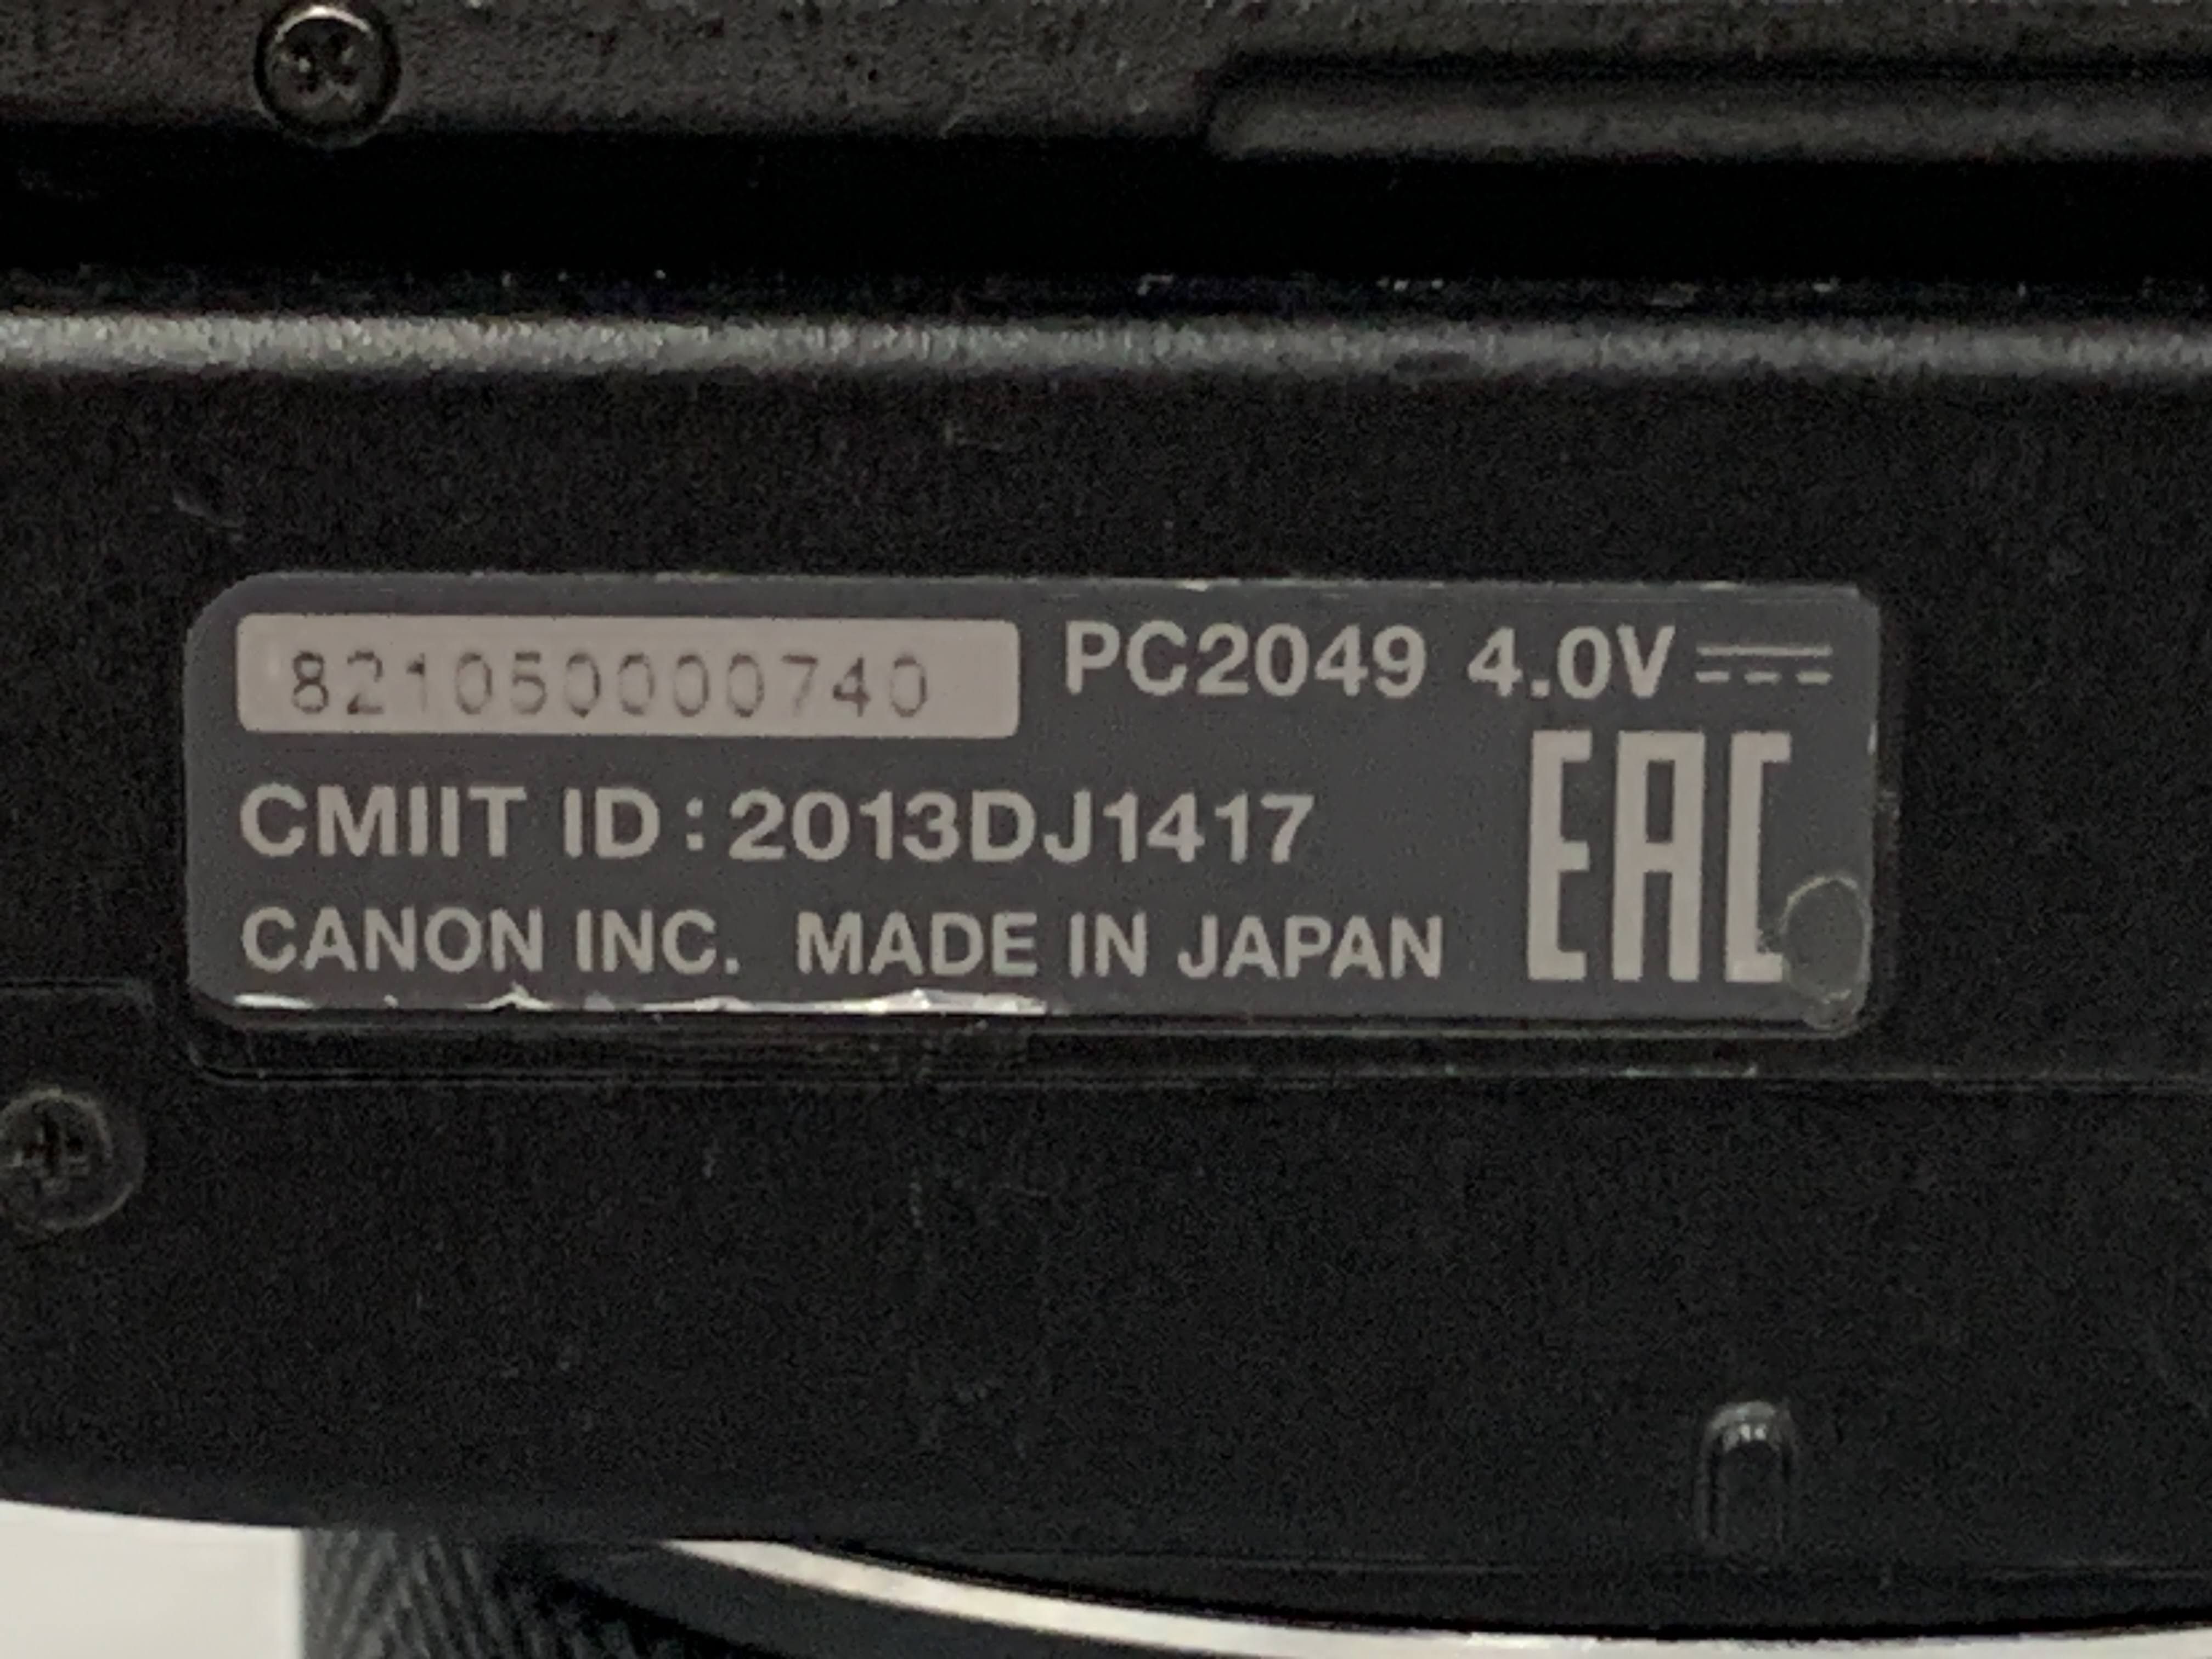 821050000740 PC2049 4.0V
CMIIT ID : 2013DJ1417
CANON INC. MADE IN JAPAN EAC